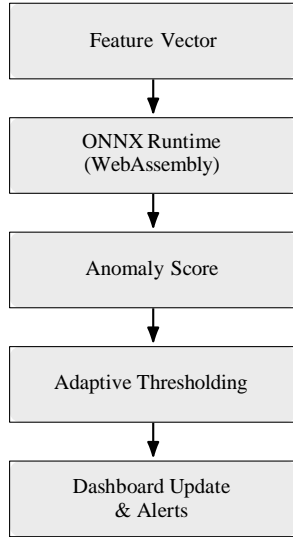 Feature Vector
ONNX Runtime
(WebAssembly)
Anomaly Score
Adaptive Thresholding
Dashboard Update
& Alerts